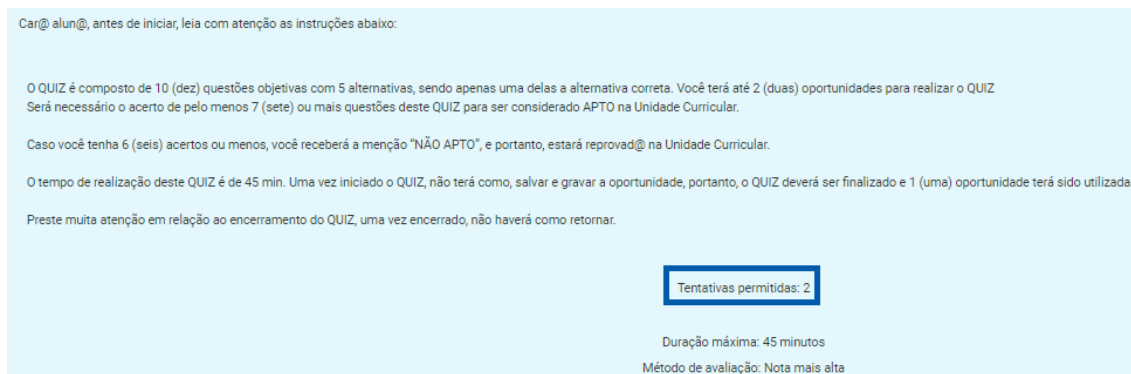 Car@ alun@, antes de iniciar, leia com atenção as instruções abaixo:
O QUIZ é composto de 10 (dez) questões objetivas com 5 alternativas, sendo apenas uma delas a alternativa correta. Você terá até 2 (duas) oportunidades para realizar o QUIZ
Será necessário o acerto de pelo menos 7 (sete) ou mais questões deste QUIZ para ser considerado APTO na Unidade Curricular.
Caso você tenha 6 (seis) acertos ou menos, você receberá a menção "NÃO APTO", e portanto, estará reprovad@ na Unidade Curricular.
O tempo de realização deste QUIZ é de 45 min. Uma vez iniciado o QUIZ, não terá como, salvar e gravar a oportunidade, portanto, o QUIZ deverá ser finalizado e 1 (uma) oportunidade terá sido utilizada
Preste muita atenção em relação ao encerramento do QUIZ, uma vez encerrado, não haverá como retornar.
Tentativas permitidas: 2
Duração máxima: 45 minutos
Método de avaliação: Nota mais alta